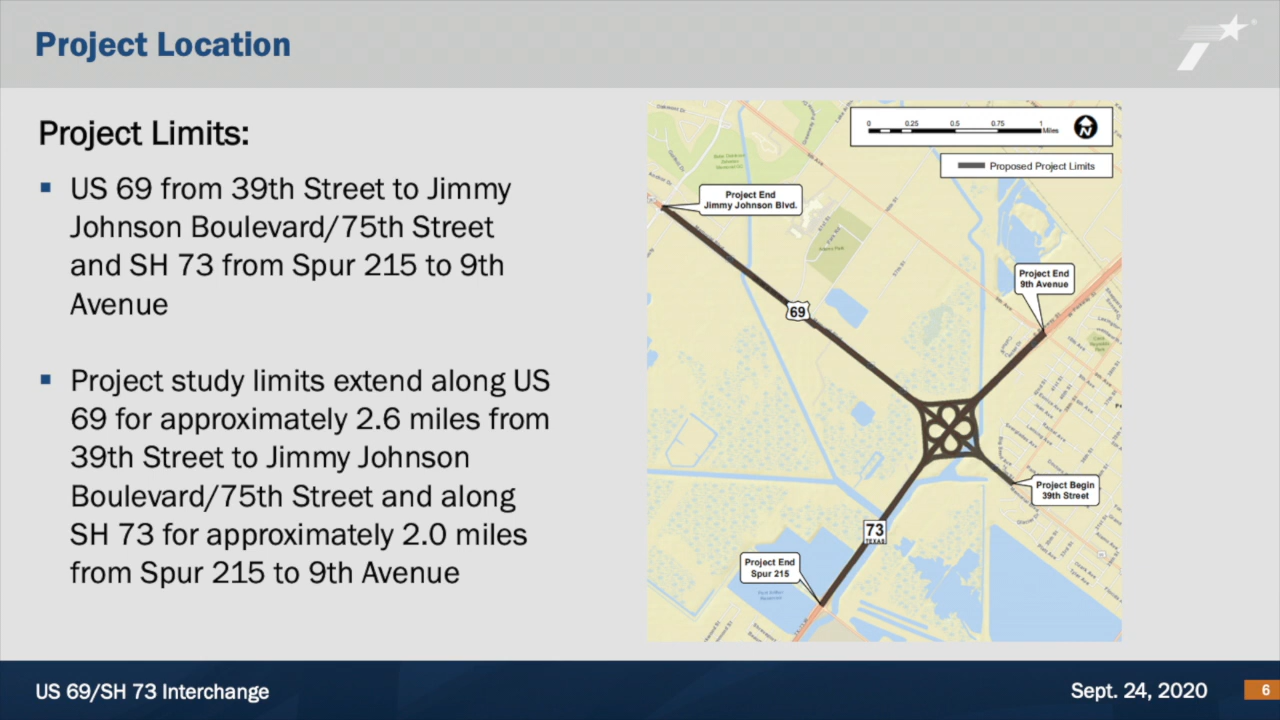 Project Location
Project Limits:
US 69 from 39th Street to Jimmy
Johnson Boulevard/75th Street
and SH 73 from Spur 215 to 9th
Avenue
Project study limits extend along US
69 for approximately 2.6 miles from
39th Street to Jimmy Johnson
Boulevard/75th Street and along
SH 73 for approximately 2.0 miles
from Spur 215 to 9th Avenue
0 0.25 0.5 0.75 1
Miles
N
Proposed Project Limits
Project End
Jimmy Johnson Blvd.
Project End
9th Avenue
69
Project Begin
39th Street
73
TEXAS
Project End
Spur 215
US 69/SH 73 Interchange
Sept. 24, 2020
6